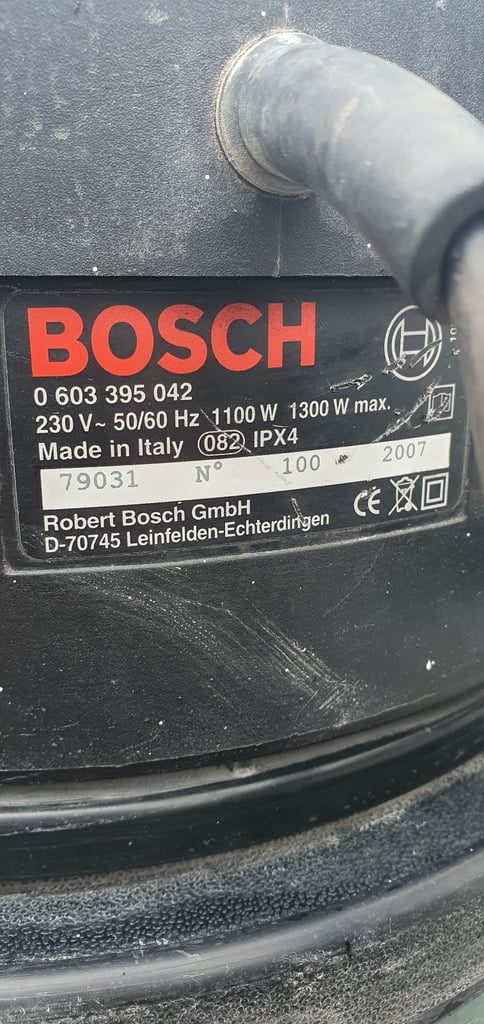 BOSCH
0 603 395 042
230 V~ 50/60 Hz 1100 W 1300 W max.
Made in Italy 082 IPX4
79031 N° 100 2007
Robert Bosch GmbH
D-70745 Leinfelden-Echterdingen
CE